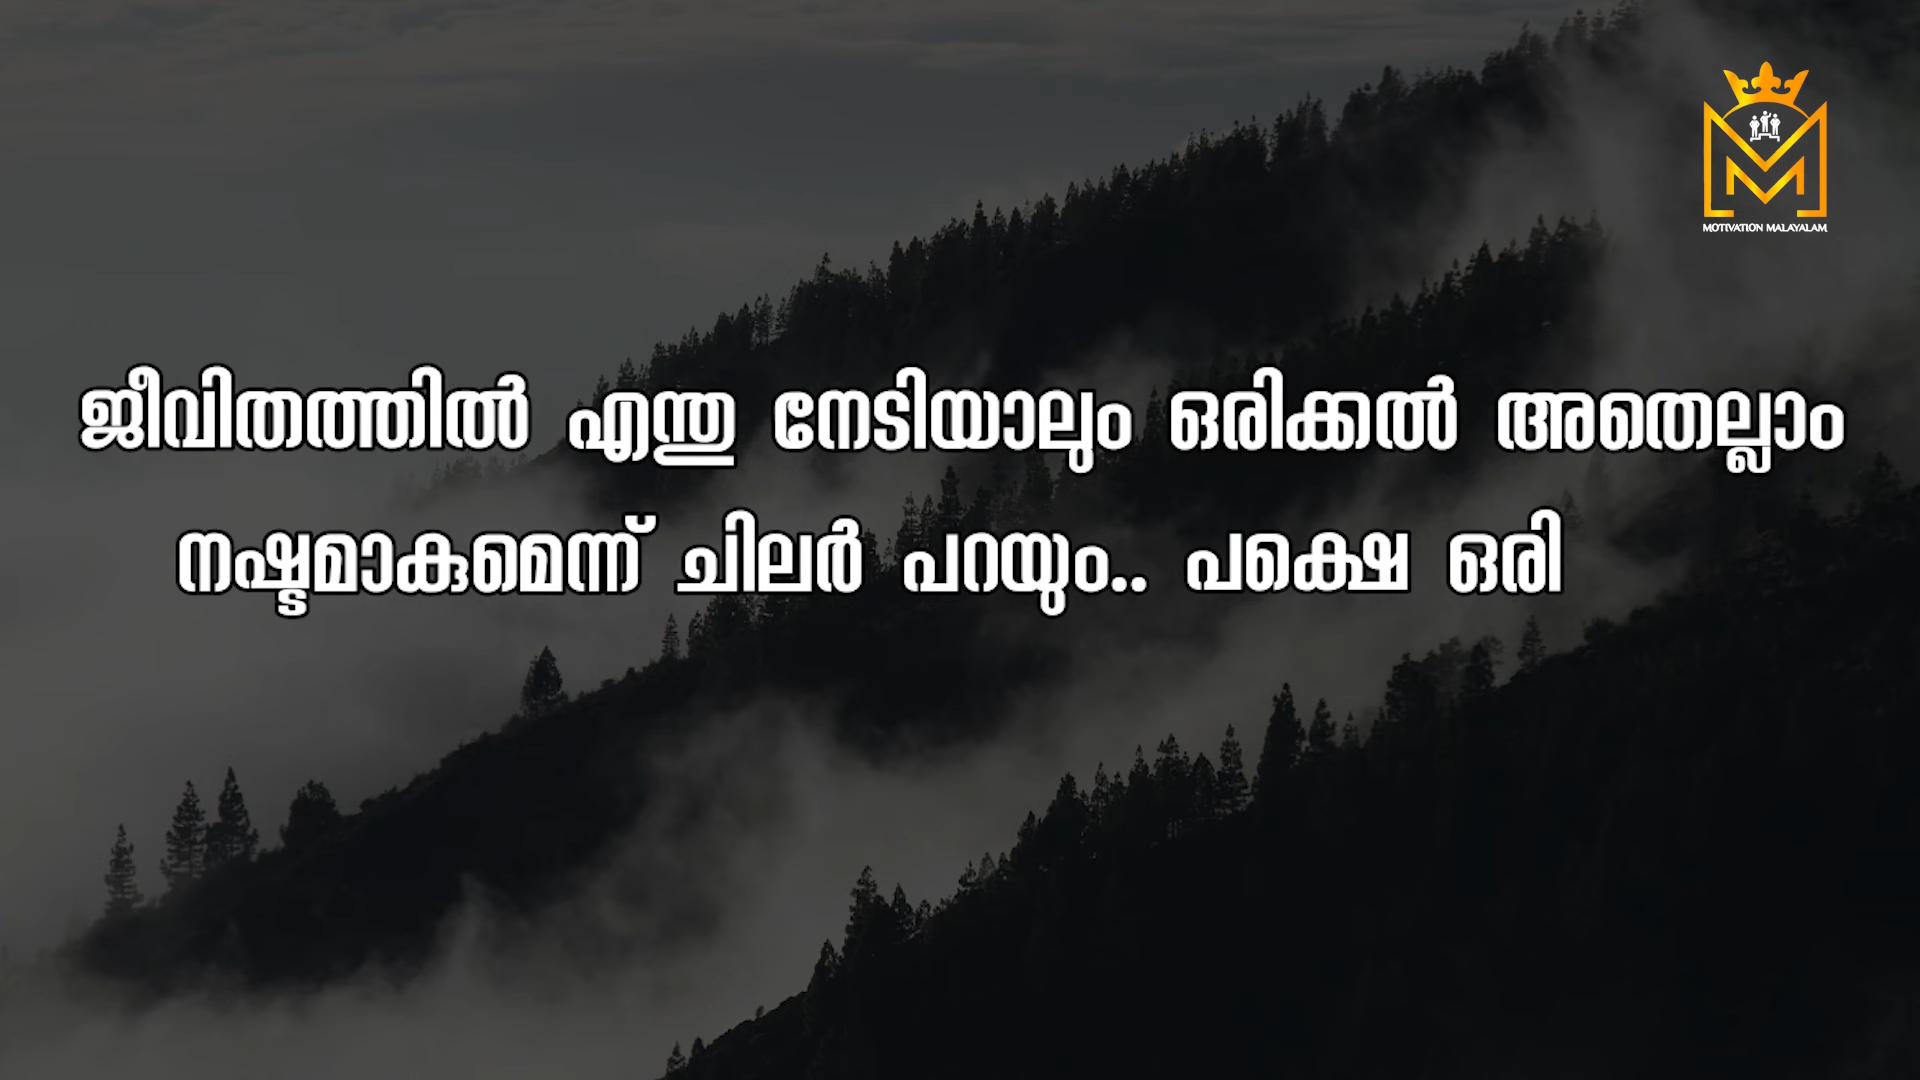 MOTIVATION MALAYALAM
ജീവിതത്തിൽ എന്തു നേടിയാലും ഒരിക്കൽ അതെല്ലാം
നഷ്ടമാകുമെന്ന് ചിലർ പറയും.. പക്ഷെ ഒരി